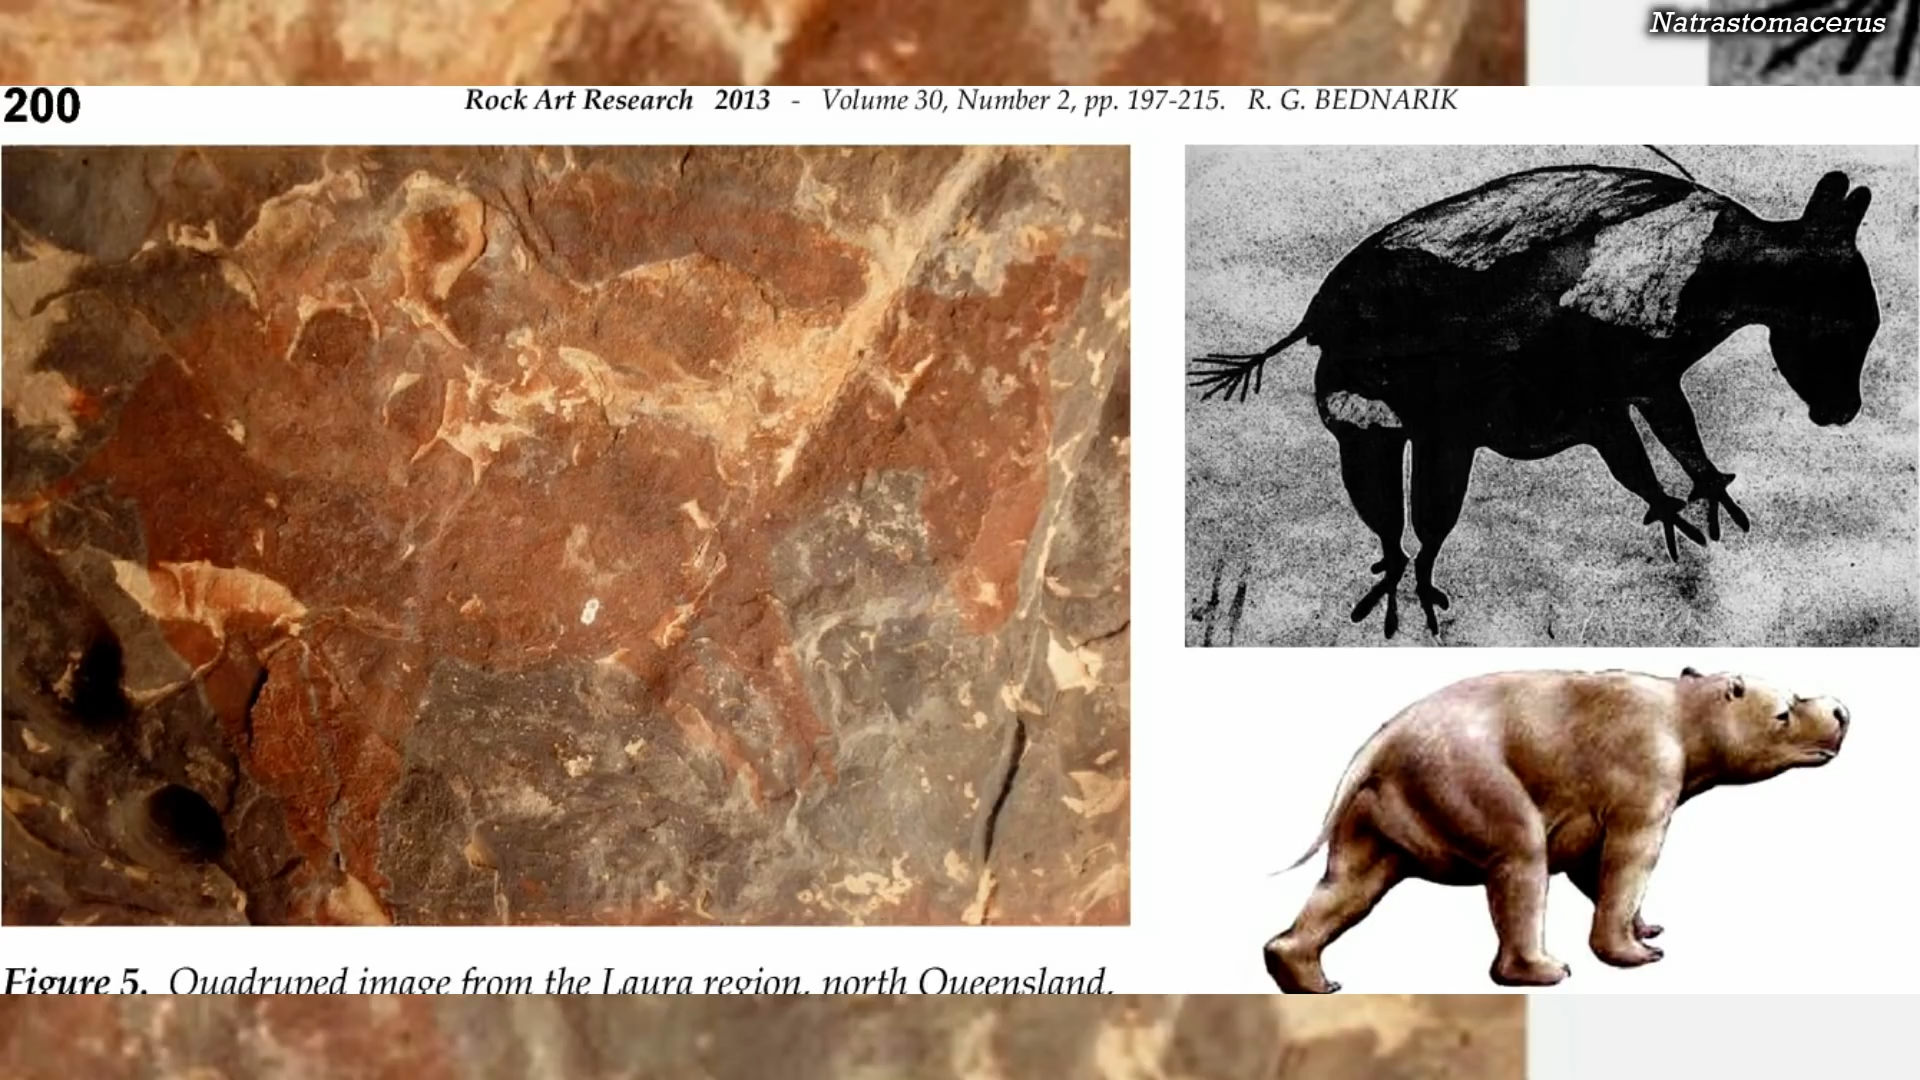 Natrastomacerus
200
Rock Art Research 2013 - Volume 30, Number 2, pp. 197-215. R. G. BEDNARIK
Figure 5. Quadruped image from the Laura region, north Queensland,